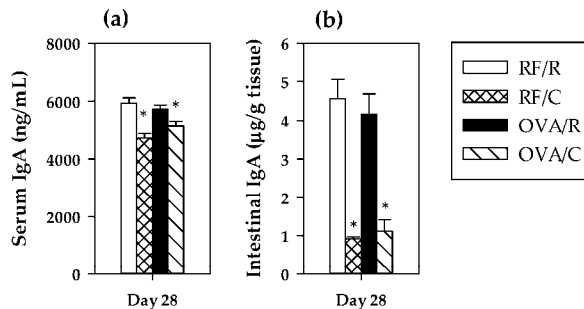 (a)
Serum IgA (ng/mL)
8000
6000
4000
2000
0
*
*
Day 28
(b)
Intestinal IgA (µg/g tissue)
6
5
4
3
2
1
0
*
*
Day 28
RF/R
RF/C
OVA/R
OVA/C